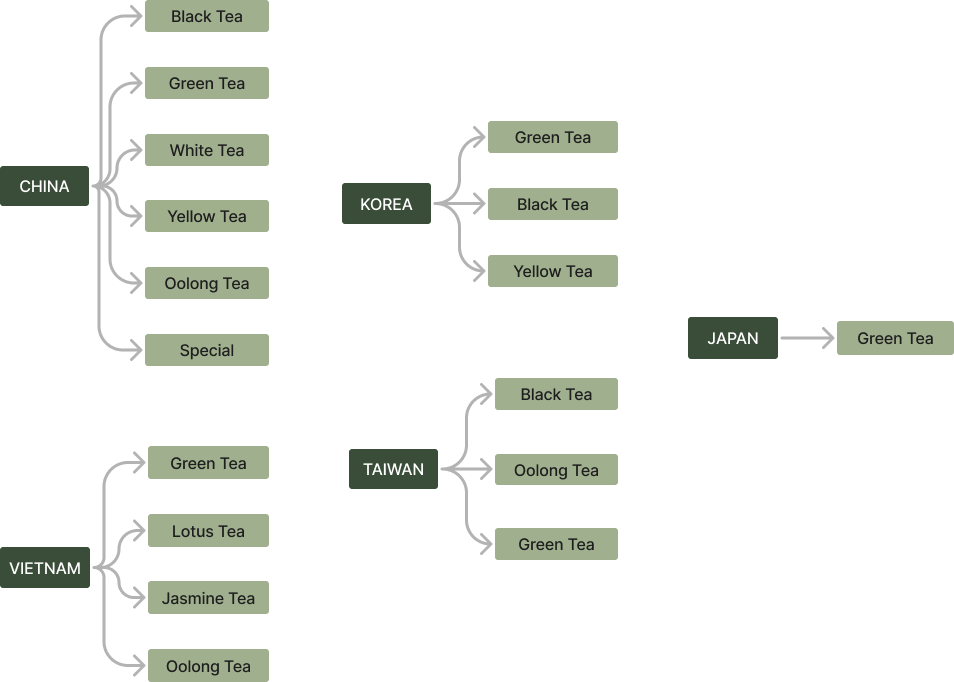 CHINA
Black Tea
Green Tea
White Tea
Yellow Tea
Oolong Tea
Special
VIETNAM
Green Tea
Lotus Tea
Jasmine Tea
Oolong Tea
KOREA
Green Tea
Black Tea
Yellow Tea
TAIWAN
Black Tea
Oolong Tea
Green Tea
JAPAN
Green Tea